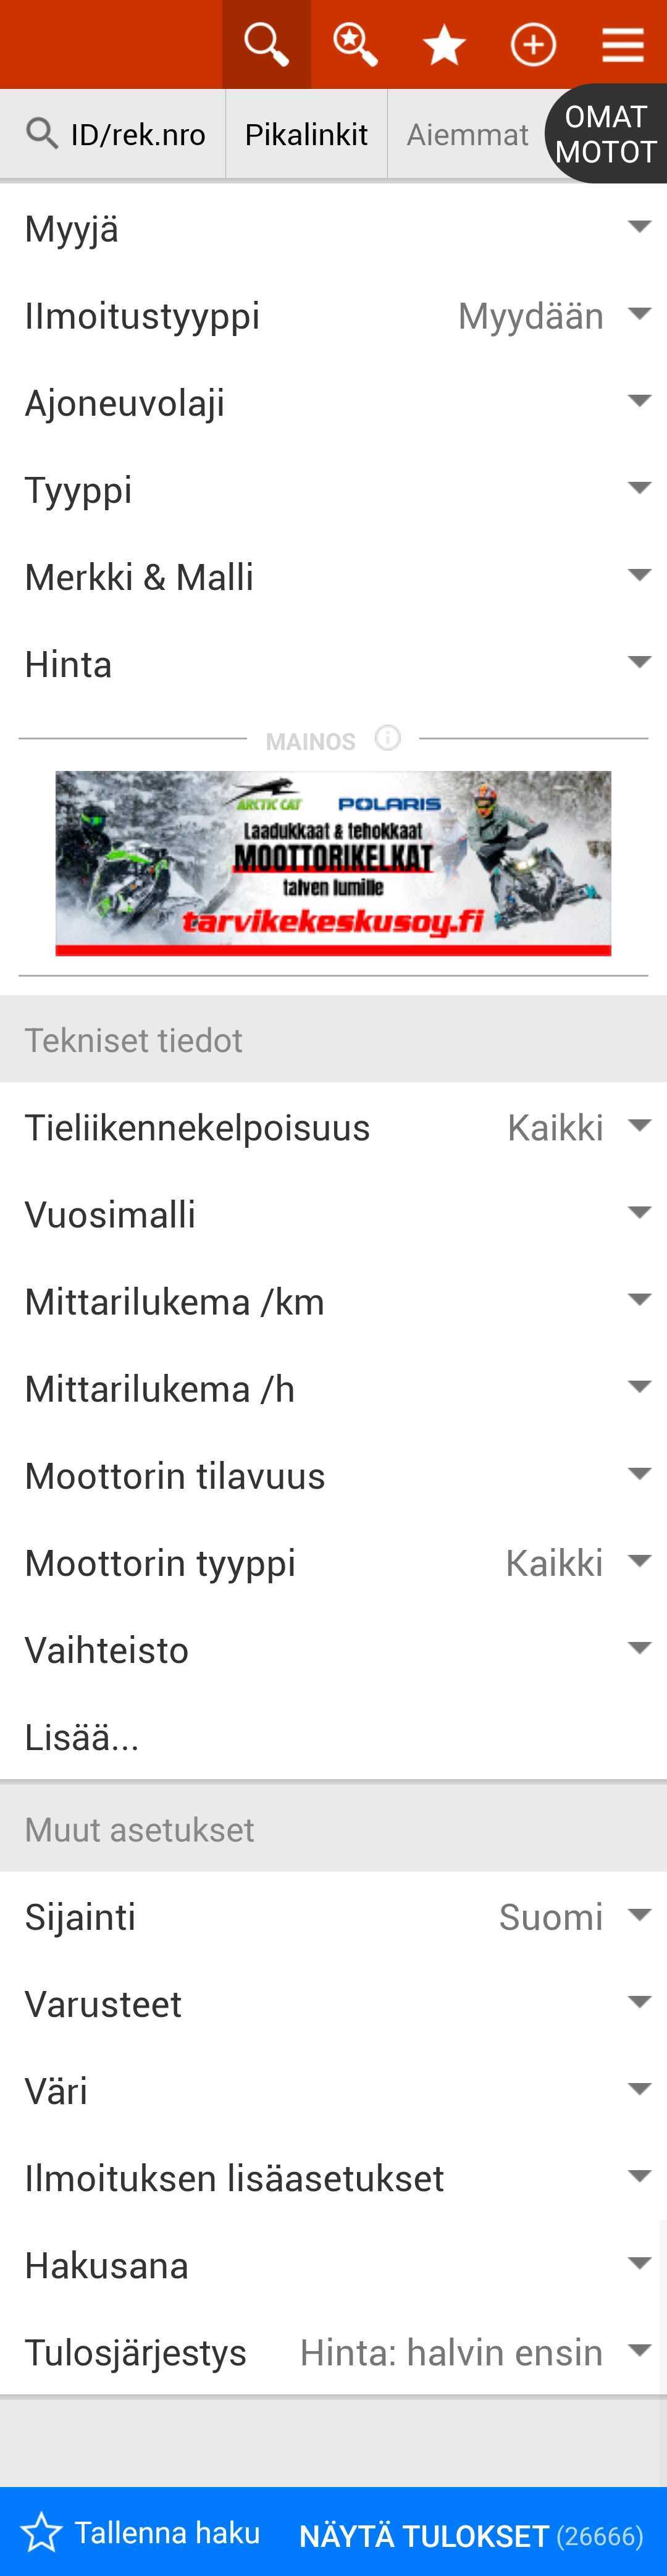 ID/rek.nro Pikalinkit Aiemmat OMAT
MOTOT
Myyjä
Ilmoitustyyppi Myydään
Ajoneuvolaji
Tyyppi
Merkki & Malli
Hinta
MAINOS
ARCTIC CAT POLARIS
Laadukkaat & tehokkaat
MOOTTORIKELKAT
talven lumille
tarvikekeskusoy.fi
Tekniset tiedot
Tieliikennekelpoisuus Kaikki
Vuosimalli
Mittarilukema /km
Mittarilukema /h
Moottorin tilavuus
Moottorin tyyppi Kaikki
Vaihteisto
Lisää...
Muut asetukset
Sijainti Suomi
Varusteet
Väri
Ilmoituksen lisäasetukset
Hakusana
Tulosjärjestys Hinta: halvin ensin
Tallenna haku NÄYTÄ TULOKSET (26666)